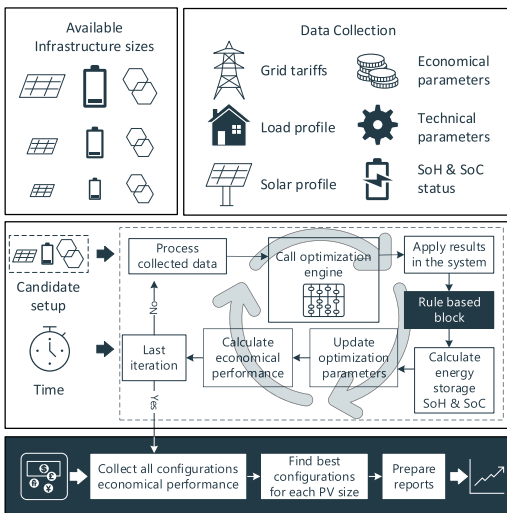 Available
Infrastructure sizes
Data Collection
Grid tariffs
Economical
parameters
Load profile
Technical
parameters
Solar profile
SoH & SoC
status
Candidate
setup
Time
Process
collected data
Call optimization
engine
Apply results
in the system
Rule based
block
No
Last
iteration
Calculate
economical
performance
Update
optimization
parameters
Calculate
energy
storage
SoH & SoC
Yes
Collect all configurations
economical performance
Find best
configurations
for each PV size
Prepare
reports